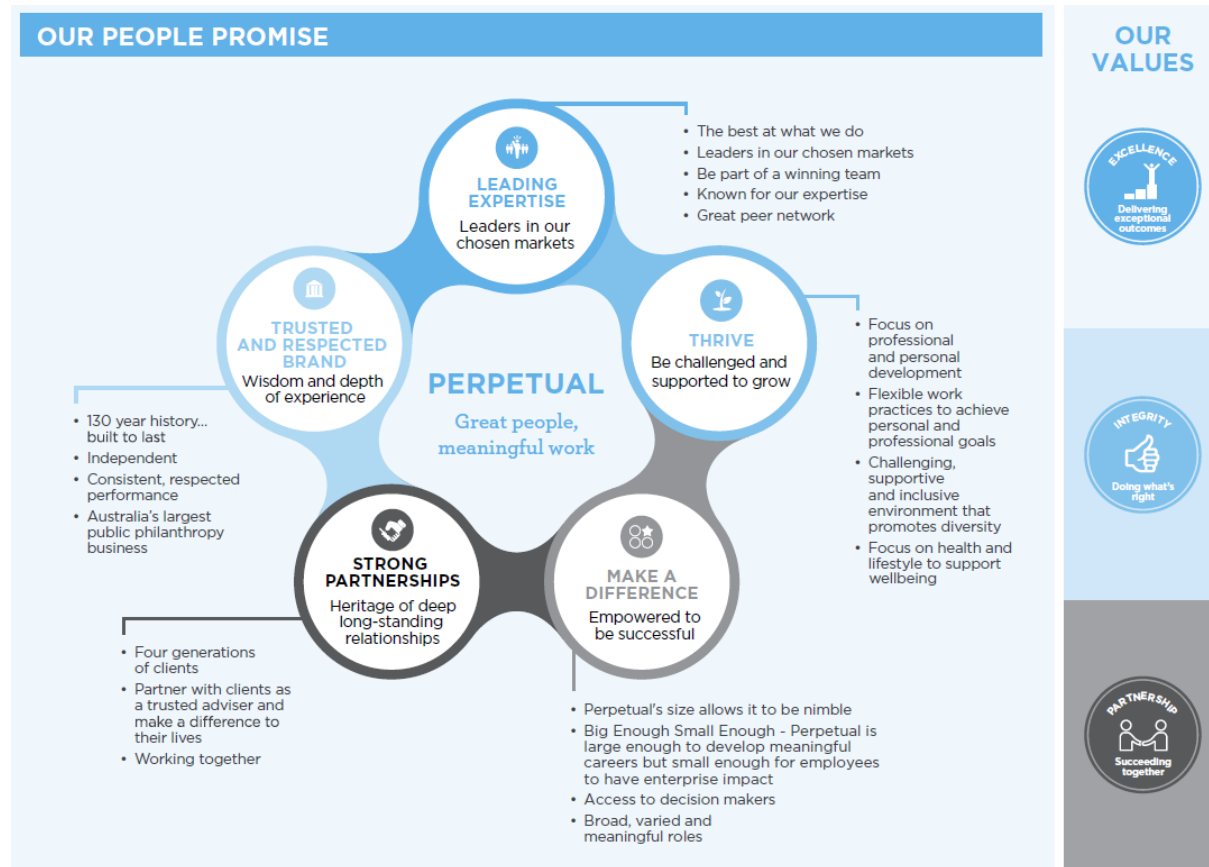 OUR PEOPLE PROMISE
LEADING
EXPERTISE
Leaders in our
chosen markets
• The best at what we do
• Leaders in our chosen markets
• Be part of a winning team
• Known for our expertise
• Great peer network
THRIVE
Be challenged and
supported to grow
• Focus on
professional
and personal
development
• Flexible work
practices to achieve
personal and
professional goals
• Challenging,
supportive
and inclusive
environment that
promotes diversity
• Focus on health and
lifestyle to support
wellbeing
TRUSTED
AND RESPECTED
BRAND
Wisdom and depth
of experience
• 130 year history...
built to last
• Independent
• Consistent, respected
performance
• Australia's largest
public philanthropy
business
PERPETUAL
Great people,
meaningful work
STRONG
PARTNERSHIPS
Heritage of deep
long-standing
relationships
• Four generations
of clients
• Partner with clients as
a trusted adviser and
make a difference to
their lives
• Working together
MAKE A
DIFFERENCE
Empowered to
be successful
• Perpetual's size allows it to be nimble
• Big Enough Small Enough - Perpetual is
large enough to develop meaningful
careers but small enough for employees
to have enterprise impact
• Access to decision makers
• Broad, varied and
meaningful roles
OUR
VALUES
EXCELLENCE
Delivering
exceptional
outcomes
INTEGRITY
Doing what's
right
PARTNERSHIP
Succeeding
together